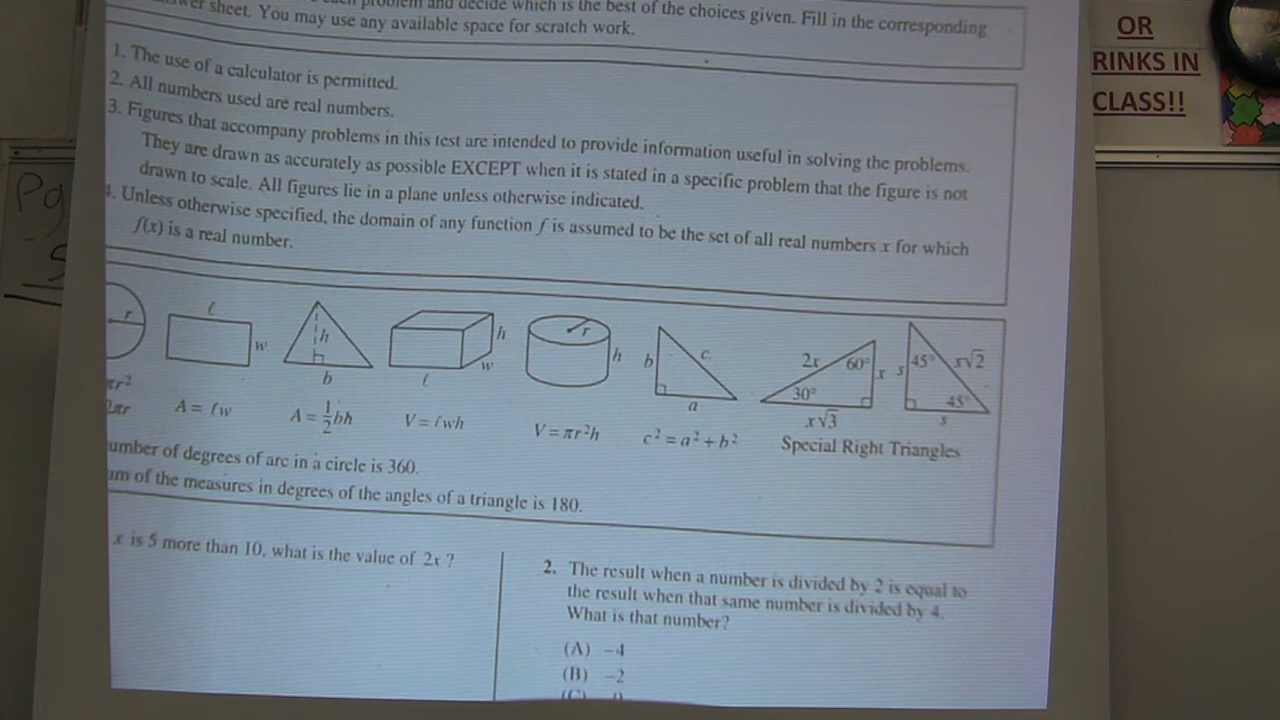 problem and decide which is the best of the choices given. Fill in the corresponding
sheet. You may use any available space for scratch work.
1. The use of a calculator is permitted.
2. All numbers used are real numbers.
3. Figures that accompany problems in this test are intended to provide information useful in solving the problems.
They are drawn as accurately as possible EXCEPT when it is stated in a specific problem that the figure is not
drawn to scale. All figures lie in a plane unless otherwise indicated.
4. Unless otherwise specified, the domain of any function f is assumed to be the set of all real numbers x for which
f(x) is a real number.
r
ℓ
w
h
b
h
w
ℓ
r
h
b
c
a
2x
60°
x
30°
x√3
s
45°
s√2
45°
s
πr²
2πr
A = ℓw
A = 1/2 bh
V = ℓwh
V = πr²h
c² = a² + b²
Special Right Triangles
umber of degrees of arc in a circle is 360.
um of the measures in degrees of the angles of a triangle is 180.
x is 5 more than 10, what is the value of 2x ?
2. The result when a number is divided by 2 is equal to
the result when that same number is divided by 4.
What is that number?
(A) -4
(B) -2
(C) 0
OR
RINKS IN
CLASS!!
Pg